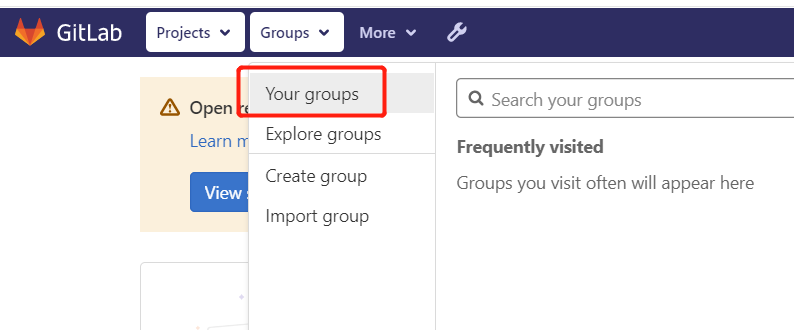 GitLab Projects Groups More
Your groups
Explore groups
Create group
Import group
Search your groups
Frequently visited
Groups you visit often will appear here
Open re
Learn m
View